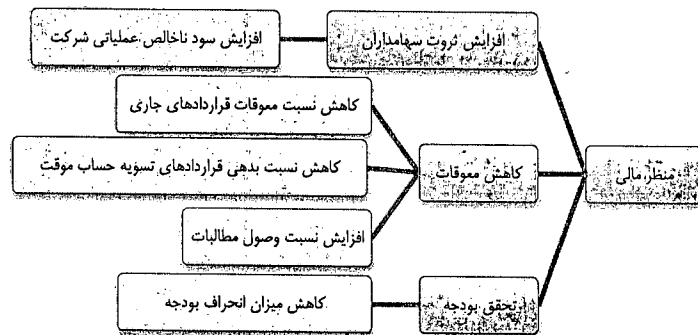 افزایش ثروت سهامداران
افزایش سود ناخالص عملیاتی شرکت
کاهش نسبت معوقات قراردادهای جاری
منظر مالی
کاهش معوقات
کاهش نسبت بدهی قراردادهای تسویه حساب موقت
افزایش نسبت وصول مطالبات
تحقق بودجه
کاهش میزان انحراف بودجه